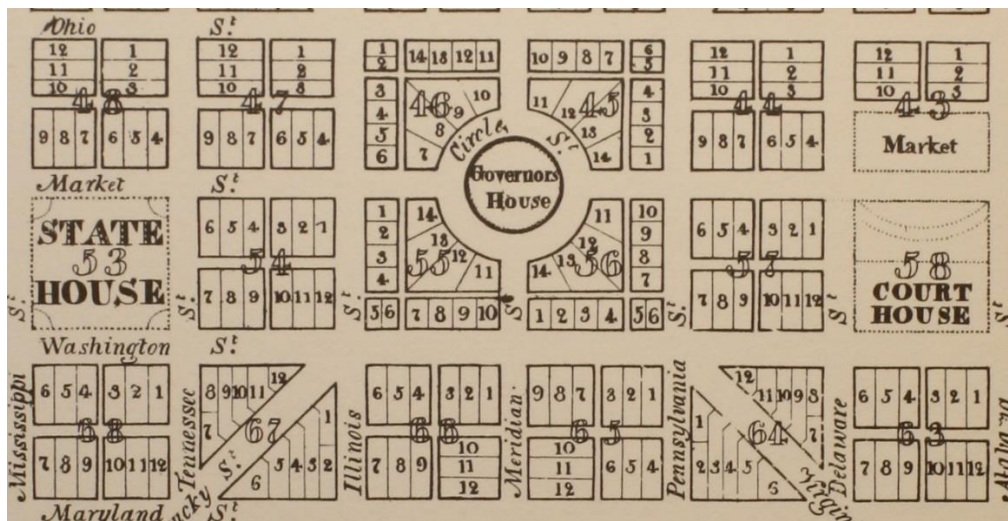 Ohio St.
12 1 12 1 1 14 13 12 11 10 9 8 7 6 12 1 12 1
11 2 11 2 2 5 11 2 11 2
10 3 10 3 3 10 11 4 10 3 10 3
48 47 46 45 44 43
9 8 7 6 5 4 9 8 7 6 5 4 4 9 12 3 9 8 7 6 5 4 Market
5 8 13 2
6 7 14 1
Circle St.
Governors
House
Market St.
STATE
53
HOUSE
6 5 4 3 2 1 1 14 11 10 6 5 4 3 2 1
2 13 12 9
54 55 56 57 58
3 12 13 8
4 11 14 7
7 8 9 10 11 12 5 6 7 8 9 10 1 2 3 4 5 6 7 8 9 10 11 12
COURT
HOUSE
St. St. St. St. St. St.
Washington St.
6 5 4 3 2 1 8 9 10 11 12 1 6 5 4 3 2 1 9 8 7 3 2 1 12 11 10 9 8 6 5 4 3 2 1
68 67 66 65 64 63
7 8 9 10 11 12 7 6 5 4 3 2 7 8 9 10 11 12 10 11 12 6 5 4 1 2 3 4 5 6 7 7 8 9 10 11 12
Mississippi
Tennessee
Illinois
Meridian
Pennsylvania
Delaware
Alabama
ucky St.
Virgin
Maryland St.